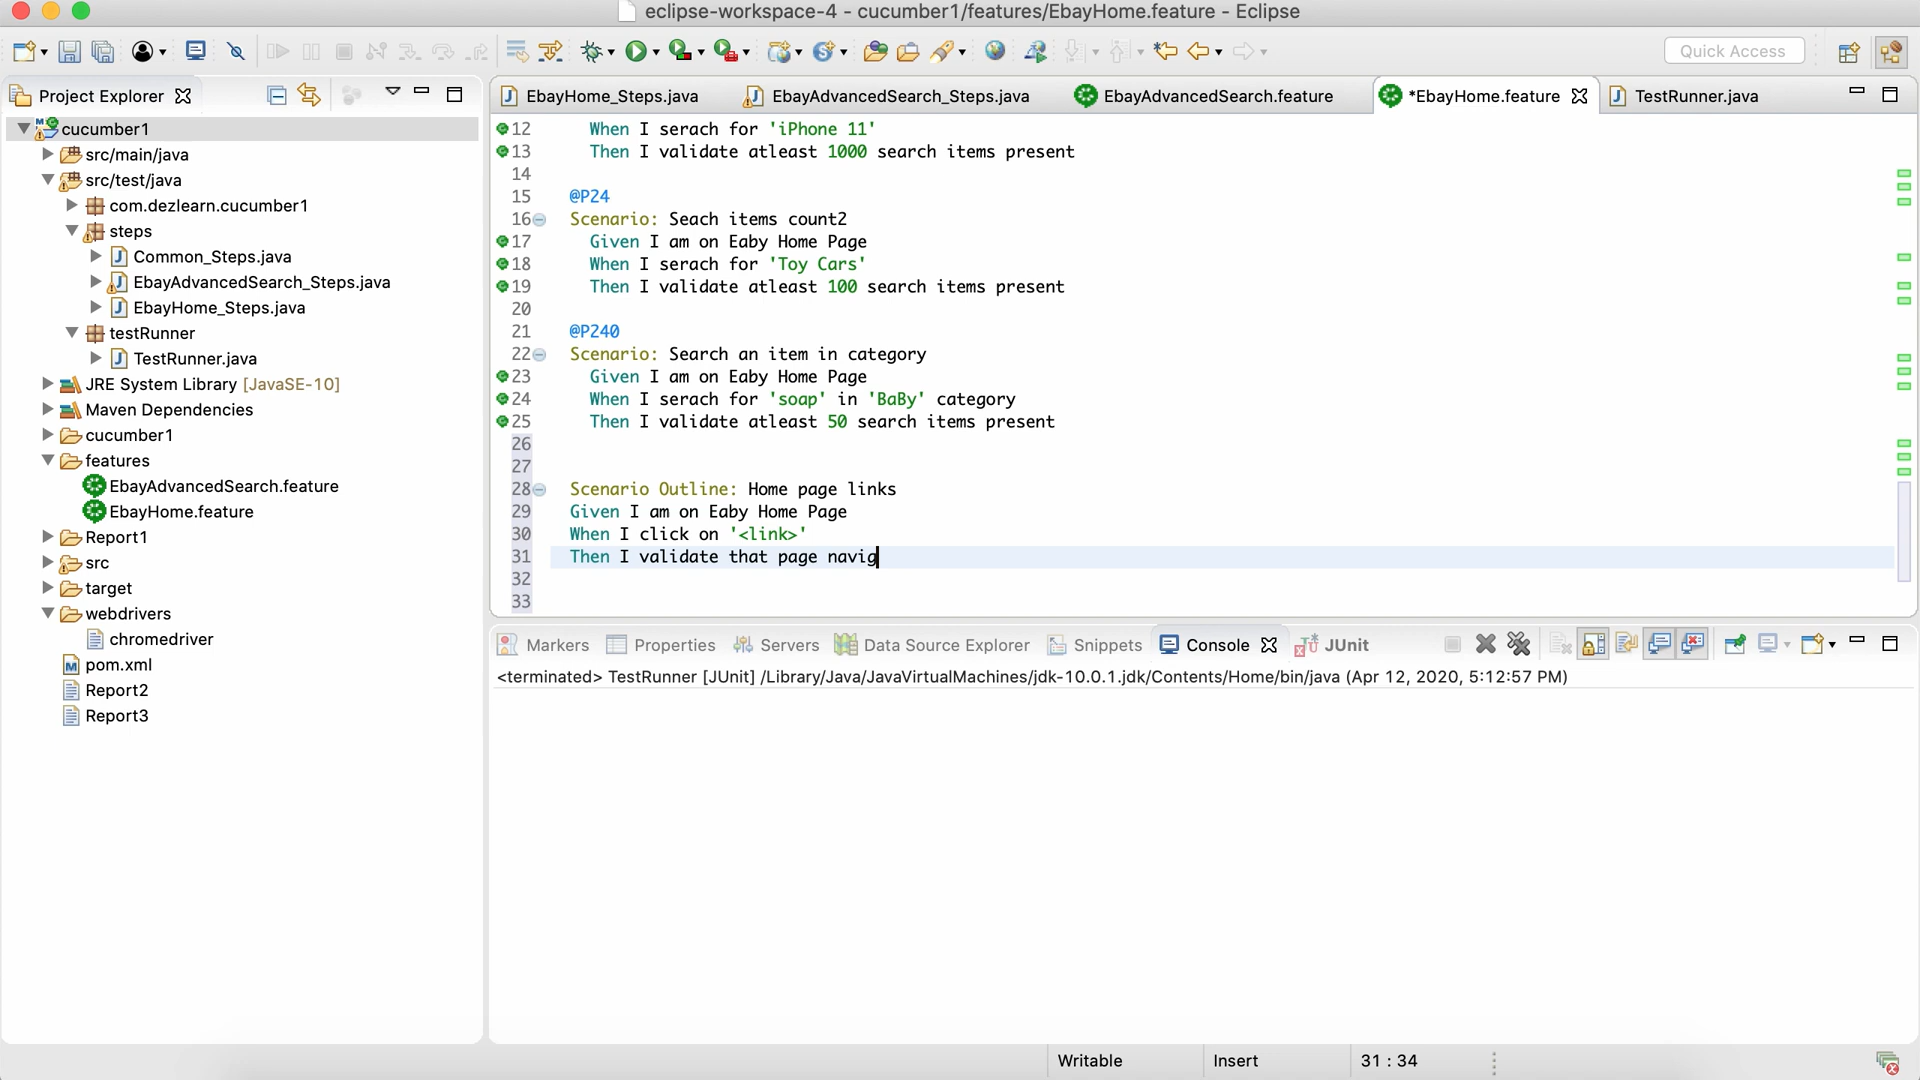 eclipse-workspace-4 - cucumber1/features/EbayHome.feature - Eclipse
Quick Access
Project Explorer
EbayHome_Steps.java
EbayAdvancedSearch_Steps.java
EbayAdvancedSearch.feature
*EbayHome.feature
TestRunner.java
cucumber1
src/main/java
src/test/java
com.dezlearn.cucumber1
steps
Common_Steps.java
EbayAdvancedSearch_Steps.java
EbayHome_Steps.java
testRunner
TestRunner.java
JRE System Library [JavaSE-10]
Maven Dependencies
cucumber1
features
EbayAdvancedSearch.feature
EbayHome.feature
Report1
src
target
webdrivers
chromedriver
pom.xml
Report2
Report3
12 When I serach for 'iPhone 11'
13 Then I validate atleast 1000 search items present
14
15 @P24
16 Scenario: Seach items count2
17 Given I am on Eaby Home Page
18 When I serach for 'Toy Cars'
19 Then I validate atleast 100 search items present
20
21 @P240
22 Scenario: Search an item in category
23 Given I am on Eaby Home Page
24 When I serach for 'soap' in 'BaBy' category
25 Then I validate atleast 50 search items present
26
27
28 Scenario Outline: Home page links
29 Given I am on Eaby Home Page
30 When I click on '<link>'
31 Then I validate that page navig
32
33
Markers
Properties
Servers
Data Source Explorer
Snippets
Console
JUnit
<terminated> TestRunner [JUnit] /Library/Java/JavaVirtualMachines/jdk-10.0.1.jdk/Contents/Home/bin/java (Apr 12, 2020, 5:12:57 PM)
Writable
Insert
31 : 34